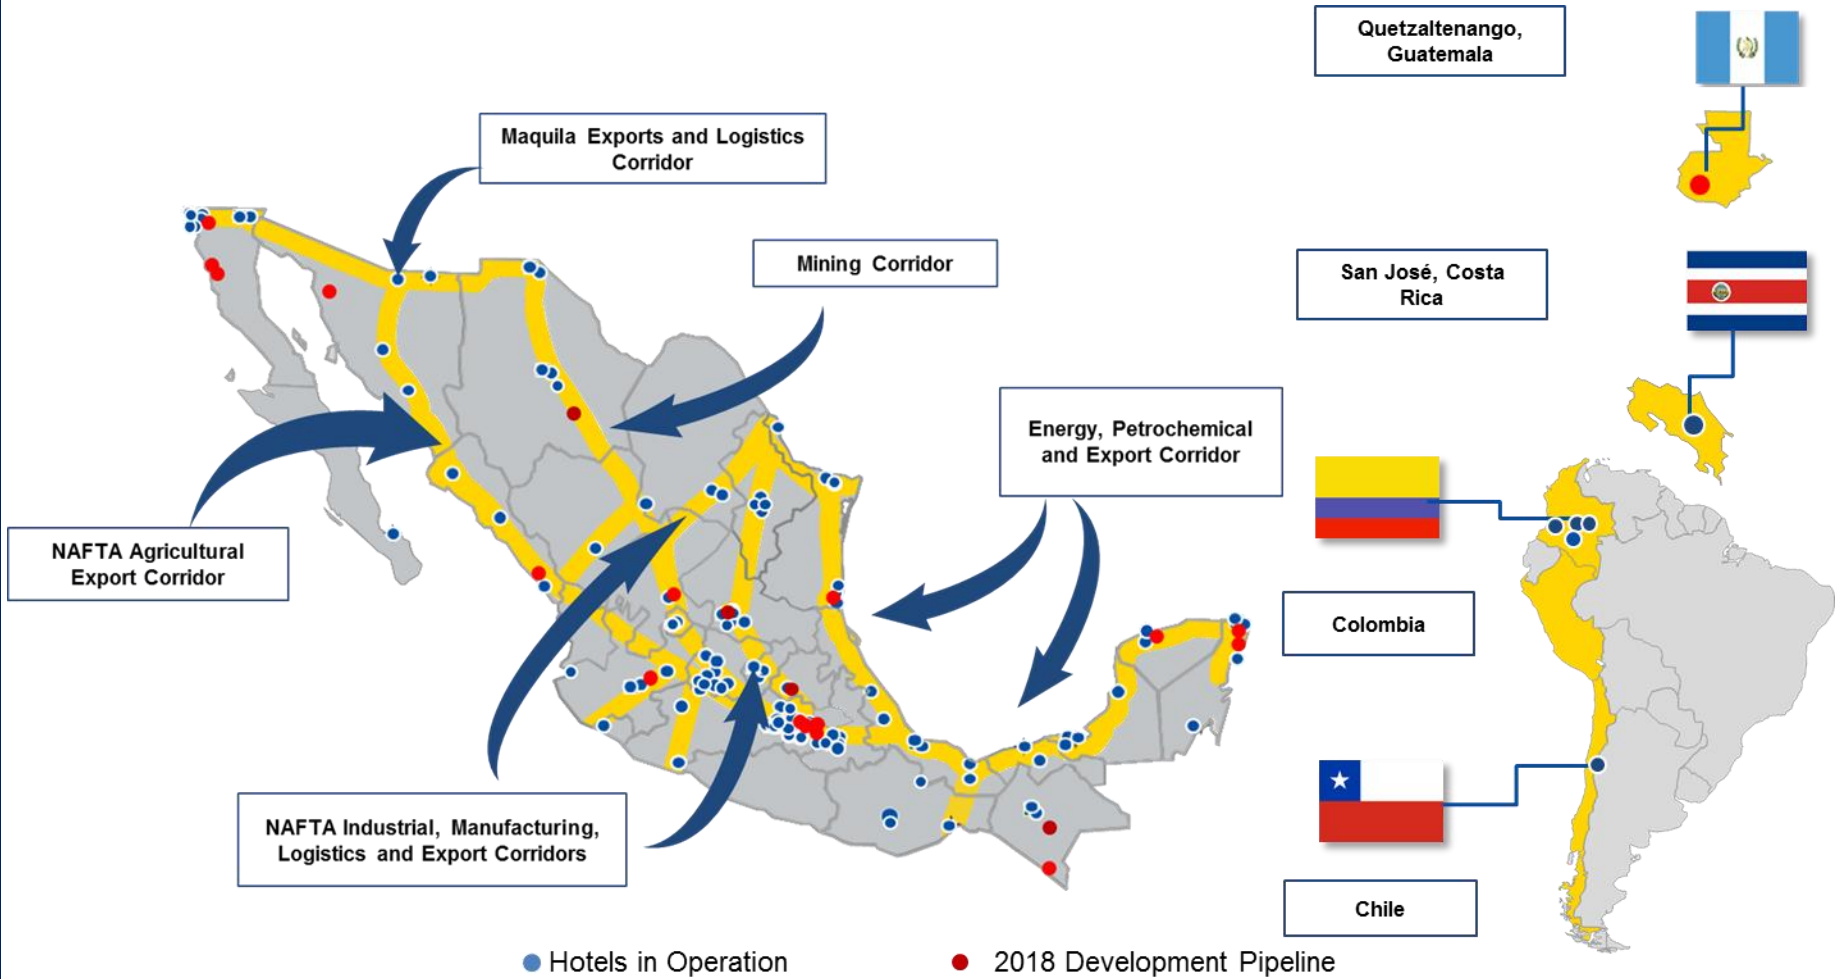 Quetzaltenango,
Guatemala
Maquila Exports and Logistics
Corridor
Mining Corridor
San José, Costa
Rica
Energy, Petrochemical
and Export Corridor
NAFTA Agricultural
Export Corridor
Colombia
NAFTA Industrial, Manufacturing,
Logistics and Export Corridors
Chile
Hotels in Operation
2018 Development Pipeline